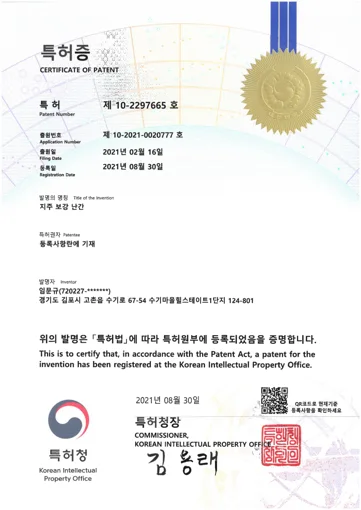 특허증
CERTIFICATE OF PATENT
특 허 제 10-2297665 호
Patent Number
출원번호 제 10-2021-0020777 호
Application Number
출원일 2021년 02월 16일
Filing Date
등록일 2021년 08월 30일
Registration Date
발명의 명칭 Title of the Invention
지주 보강 난간
특허권자 Patentee
등록사항란에 기재
발명자 Inventor
임문규(720227-*******)
경기도 김포시 고촌읍 수기로 67-54 수기마을힐스테이트1단지 124-801
위의 발명은 「특허법」에 따라 특허원부에 등록되었음을 증명합니다.
This is to certify that, in accordance with the Patent Act, a patent for the
invention has been registered at the Korean Intellectual Property Office.
2021년 08월 30일
QR코드로 현재기준
등록사항을 확인하세요
특허청장
COMMISSIONER,
KOREAN INTELLECTUAL PROPERTY OFFICE
김용래
특허청
Korean Intellectual
Property Office